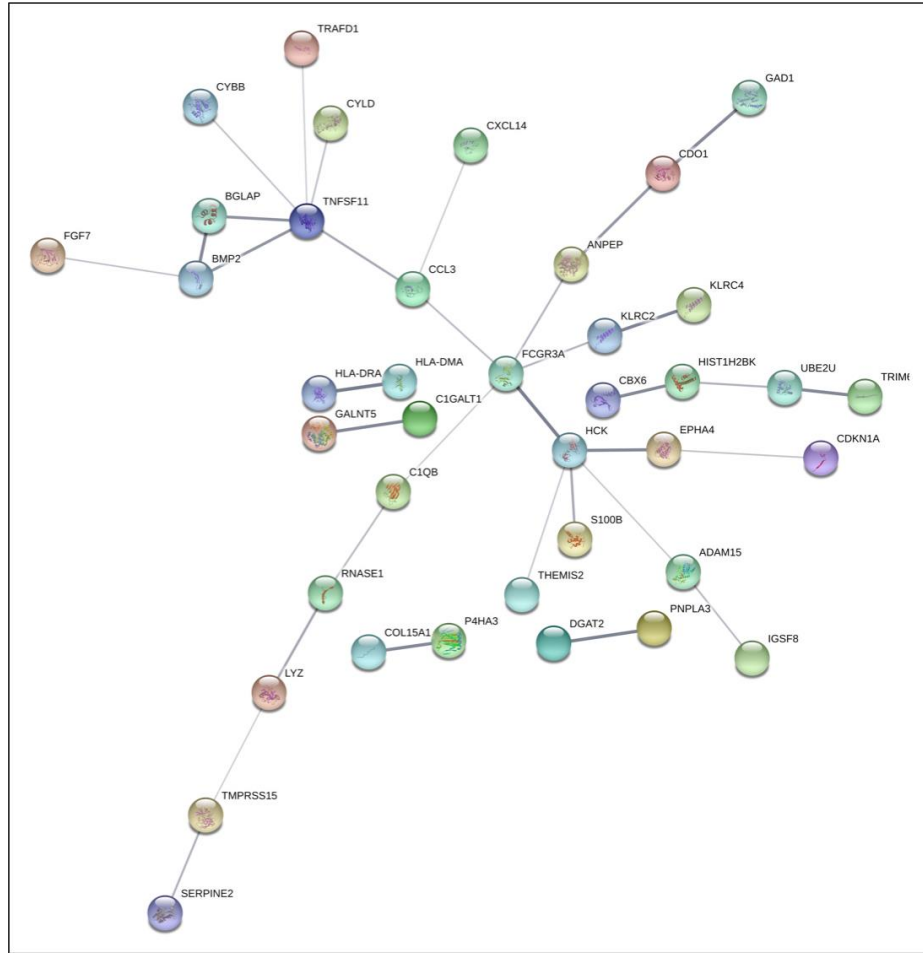 TRAFD1
CYBB
GAD1
CYLD
CXCL14
CDO1
BGLAP
TNFSF11
FGF7
ANPEP
BMP2
CCL3
KLRC4
KLRC2
FCGR3A
HLA-DRA
HLA-DMA
HIST1H2BK
UBE2U
TRIM6
CBX6
GALNT5
C1GALT1
HCK
EPHA4
CDKN1A
C1QB
S100B
ADAM15
RNASE1
THEMIS2
COL15A1
P4HA3
DGAT2
PNPLA3
IGSF8
LYZ
TMPRSS15
SERPINE2